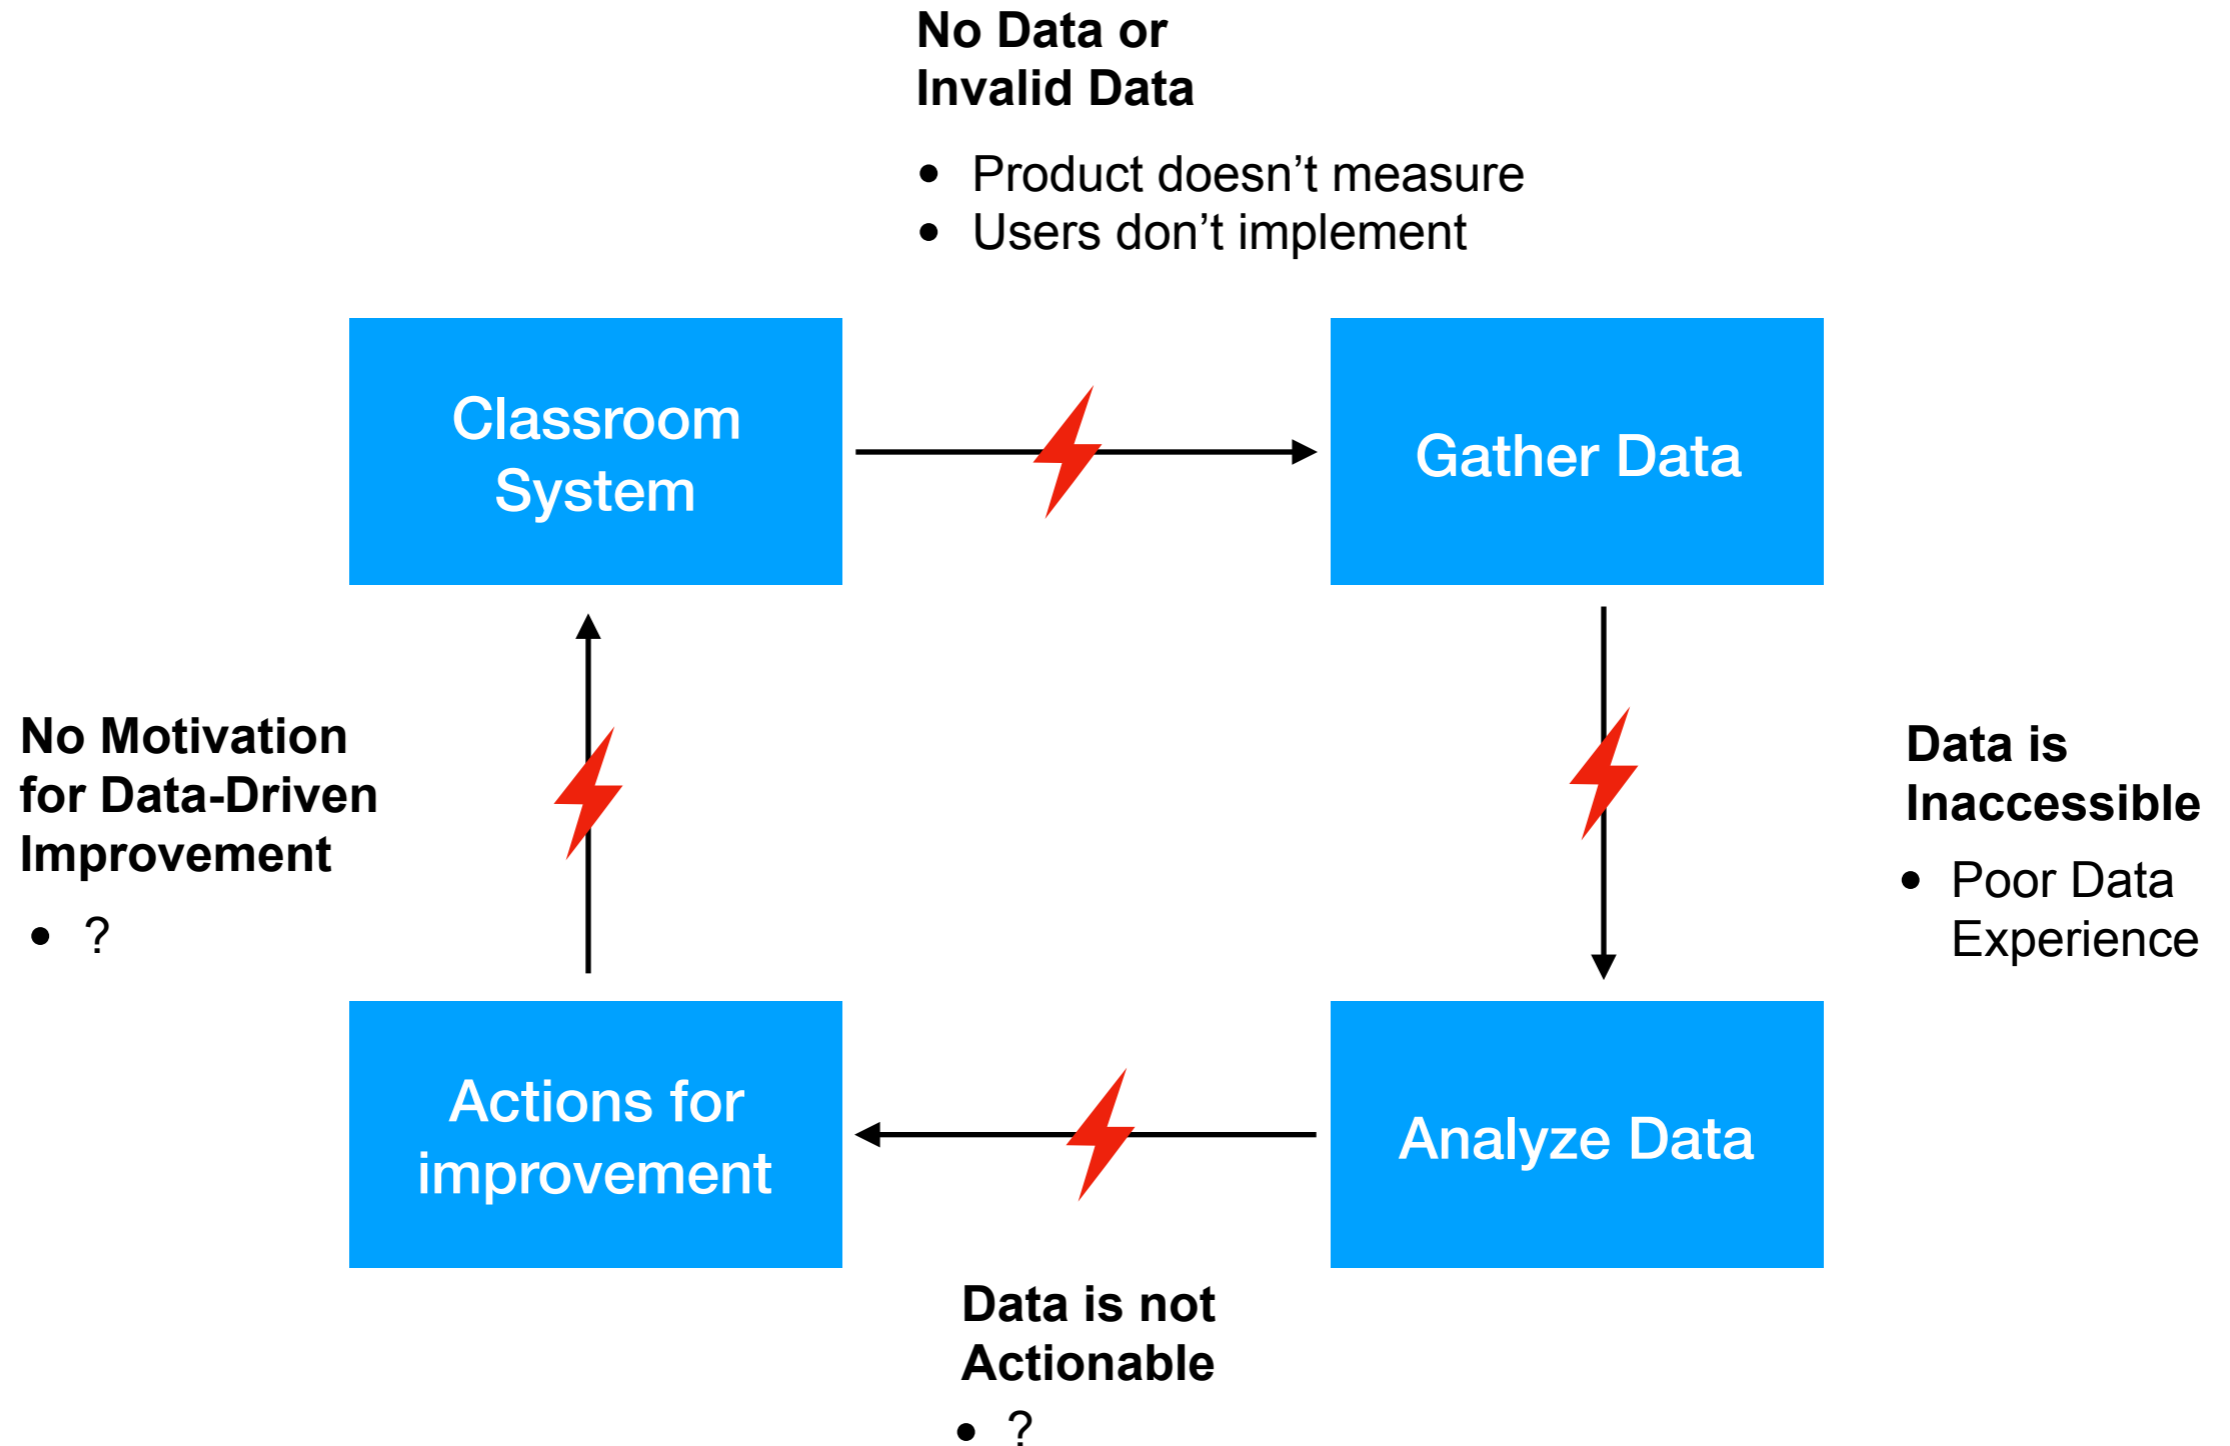 No Data or
Invalid Data
• Product doesn’t measure
• Users don’t implement
Classroom
System
Gather Data
No Motivation
for Data-Driven
Improvement
• ?
Data is
Inaccessible
• Poor Data
Experience
Actions for
improvement
Analyze Data
Data is not
Actionable
• ?